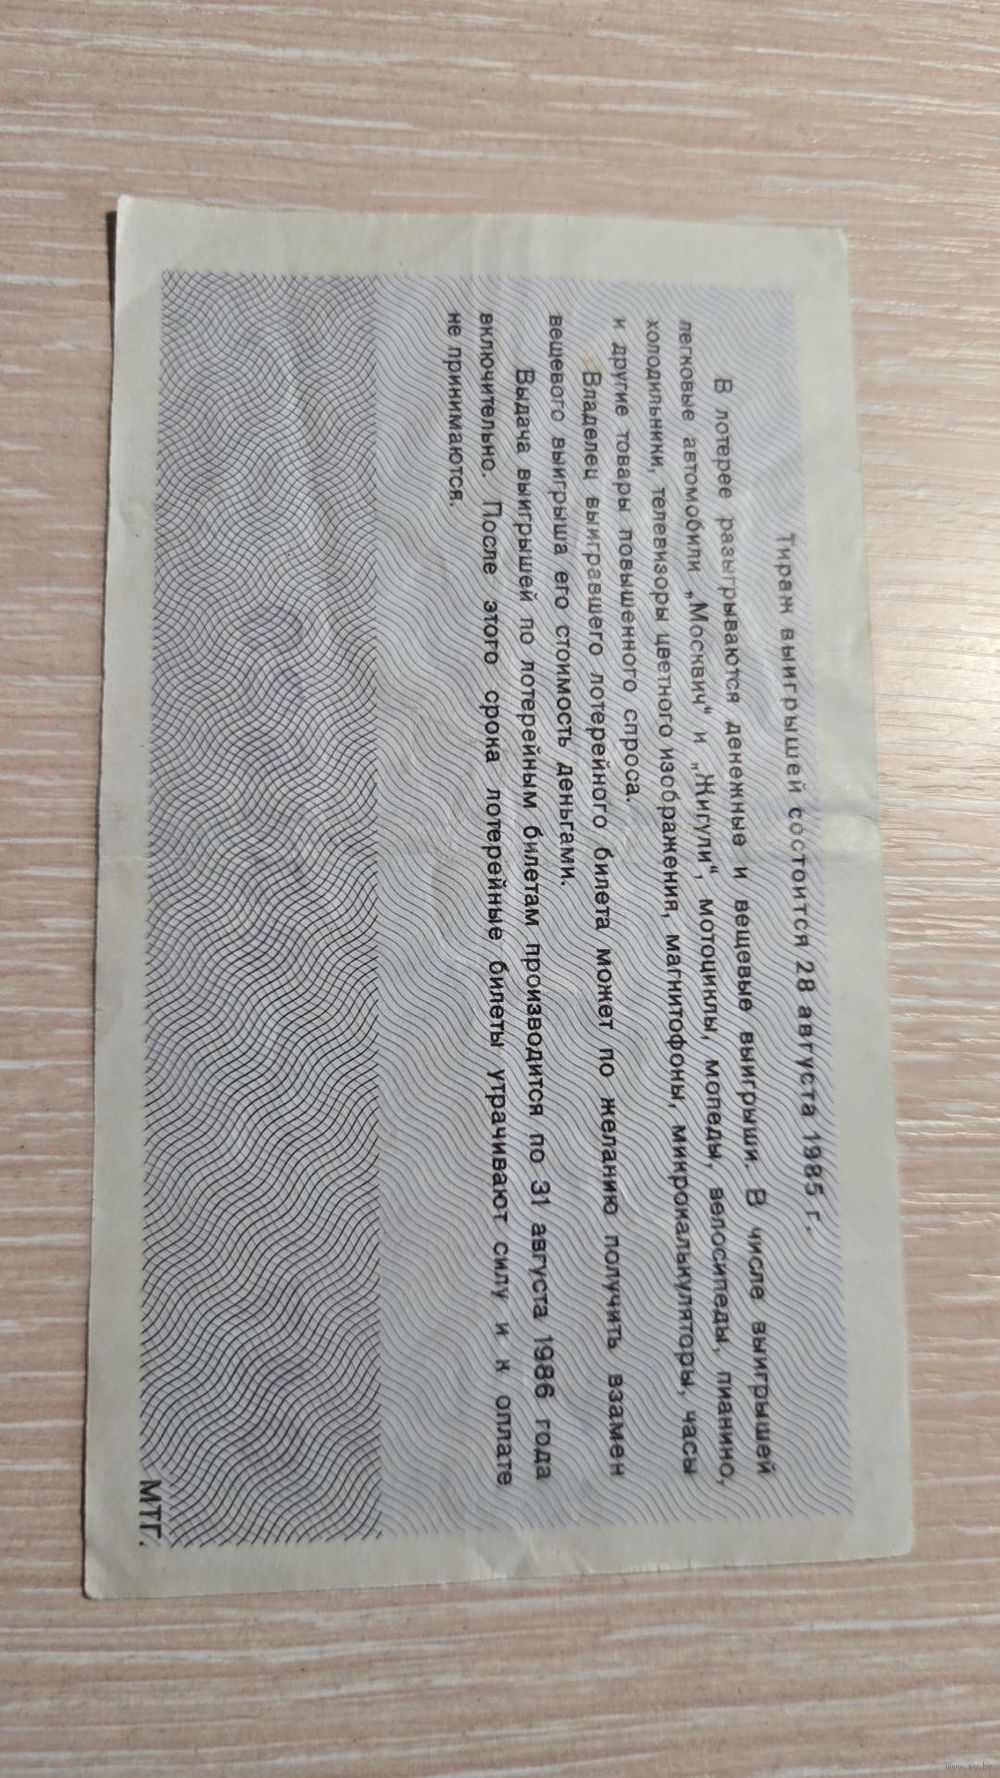 Тираж выигрышей состоится 28 августа 1985 г.
В лотерее разыгрываются денежные и вещевые выигрыши. В числе выигрышей
легковые автомобили „Москвич“ и „Жигули“, мотоциклы, мопеды, велосипеды, пианино,
холодильники, телевизоры цветного изображения, магнитофоны, микрокалькуляторы, часы
и другие товары повышенного спроса.
Владелец выигравшего лотерейного билета может по желанию получить взамен
вещевого выигрыша его стоимость деньгами.
Выдача выигрышей по лотерейным билетам производится по 31 августа 1986 года
включительно. После этого срока лотерейные билеты утрачивают силу и к оплате
не принимаются.
МТГ.
www.ay.by